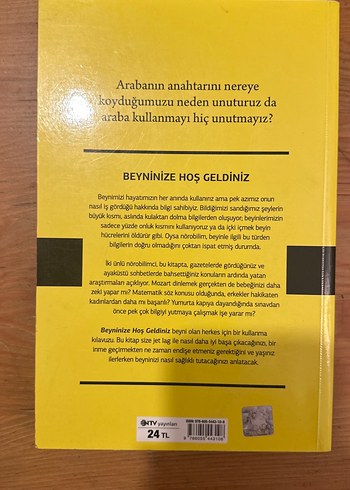 Arabanın anahtarını nereye
koyduğumuzu neden unuturuz da
araba kullanmayı hiç unutmayız?
BEYNİNİZE HOŞ GELDİNİZ
Beynimizi hayatımızın her anında kullanırız ama pek azımız onun
nasıl iş gördüğü hakkında bilgi sahibiyiz. Bildiğimizi sandığımız şeylerin
büyük kısmı, aslında kulaktan dolma bilgilerden oluşuyor; beyinlerimizin
sadece yüzde onluk kısmını kullanıyoruz ya da içki içmek beyin
hücrelerini öldürür gibi. Oysa nörobilim, beyinle ilgili bu türden
bilgilerin doğru olmadığını çoktan ispat etmiş durumda.
İki ünlü nörobilimci, bu kitapta, gazetelerde gördüğünüz ve
ayaküstü sohbetlerde bahsettiğiniz konuların ardında yatan
araştırmaları açıklıyor. Mozart dinlemek gerçekten de bebeğinizi daha
zeki yapar mı? Matematik söz konusu olduğunda, erkekler hakikaten
kadınlardan daha mı başarılı? Yumurta kapıya dayandığında sınavdan
önce pek çok bilgiyi yutmaya çalışmak işe yarar mı?
Beyninize Hoş Geldiniz beyni olan herkes için bir kullanma
kılavuzu. Bu kitap size jet lag ile nasıl daha iyi başa çıkacağınızı, bir
inme geçirmekten ne zaman endişe etmeniz gerektiğini ve yaşınız
ilerlerken beyninizi nasıl sağlıklı tutacağınızı anlatacak.
NTV yayınları
24 TL